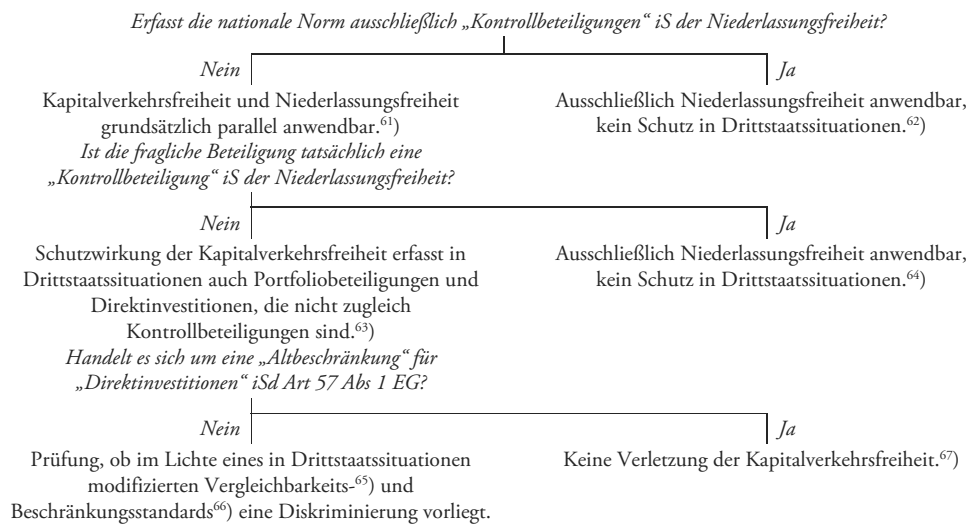 Erfasst die nationale Norm ausschließlich „Kontrollbeteiligungen“ iS der Niederlassungsfreiheit?
Nein
Ja
Kapitalverkehrsfreiheit und Niederlassungsfreiheit
grundsätzlich parallel anwendbar.61)
Ist die fragliche Beteiligung tatsächlich eine
„Kontrollbeteiligung“ iS der Niederlassungsfreiheit?
Ausschließlich Niederlassungsfreiheit anwendbar,
kein Schutz in Drittstaatssituationen.62)
Nein
Ja
Schutzwirkung der Kapitalverkehrsfreiheit erfasst in
Drittstaatssituationen auch Portfoliobeteiligungen und
Direktinvestitionen, die nicht zugleich
Kontrollbeteiligungen sind.63)
Handelt es sich um eine „Altbeschränkung“ für
„Direktinvestitionen“ iSd Art 57 Abs 1 EG?
Ausschließlich Niederlassungsfreiheit anwendbar,
kein Schutz in Drittstaatssituationen.64)
Nein
Ja
Prüfung, ob im Lichte eines in Drittstaatssituationen
modifizierten Vergleichbarkeits-65) und
Beschränkungsstandards66) eine Diskriminierung vorliegt.
Keine Verletzung der Kapitalverkehrsfreiheit.67)